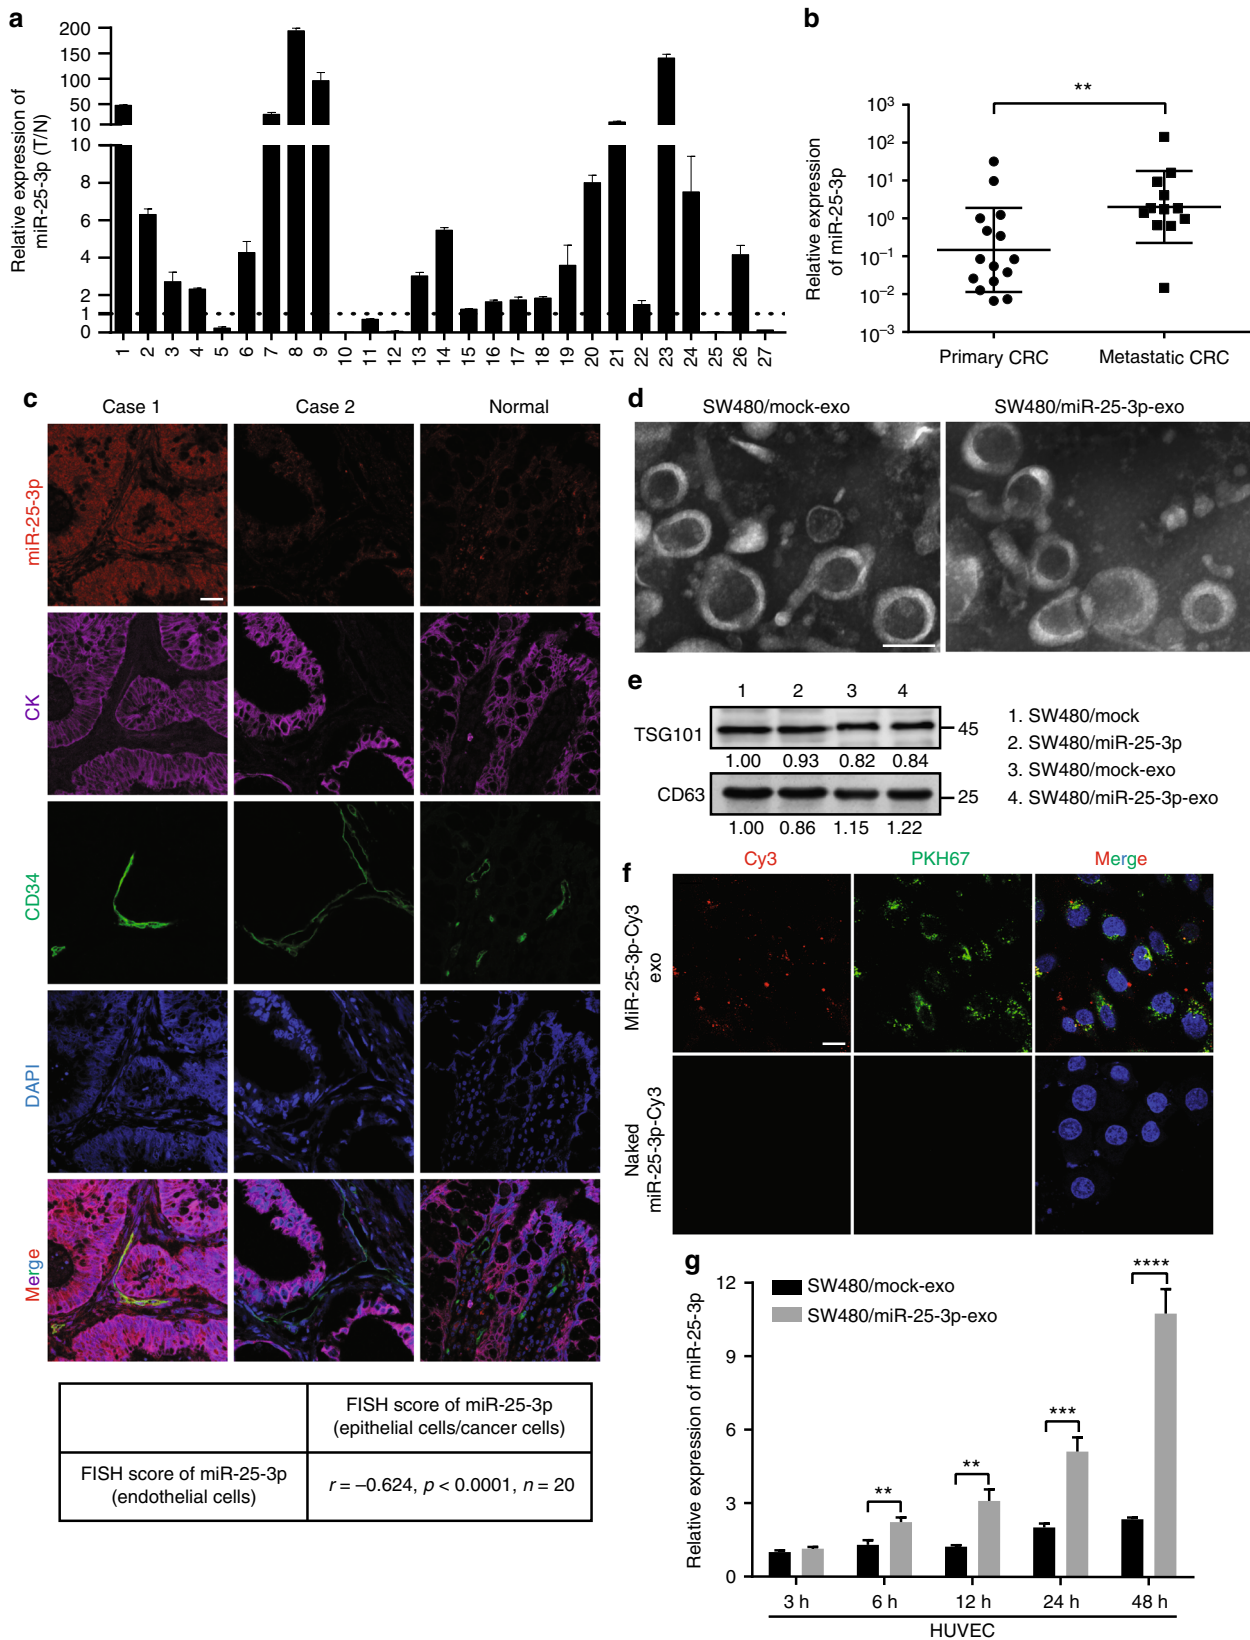 a
Relative expression of
miR-25-3p (T/N)
200
150
100
50
10
10
8
6
4
2
1
0
1 2 3 4 5 6 7 8 9 10 11 12 13 14 15 16 17 18 19 20 21 22 23 24 25 26 27
b
**
Relative expression
of miR-25-3p
10³
10²
10¹
10⁰
10⁻¹
10⁻²
10⁻³
Primary CRC Metastatic CRC
c
Case 1 Case 2 Normal
miR-25-3p
CK
CD34
DAPI
Merge
FISH score of miR-25-3p
(epithelial cells/cancer cells)
FISH score of miR-25-3p
(endothelial cells)
r = –0.624, p < 0.0001, n = 20
d
SW480/mock-exo SW480/miR-25-3p-exo
e
1 2 3 4
TSG101 45
1.00 0.93 0.82 0.84
CD63 25
1.00 0.86 1.15 1.22
1. SW480/mock
2. SW480/miR-25-3p
3. SW480/mock-exo
4. SW480/miR-25-3p-exo
f
Cy3 PKH67 Merge
MiR-25-3p-Cy3
exo
Naked
miR-25-3p-Cy3
g
Relative expression of miR-25-3p
12
9
6
3
0
SW480/mock-exo
SW480/miR-25-3p-exo
**
**
***
****
3 h 6 h 12 h 24 h 48 h
HUVEC